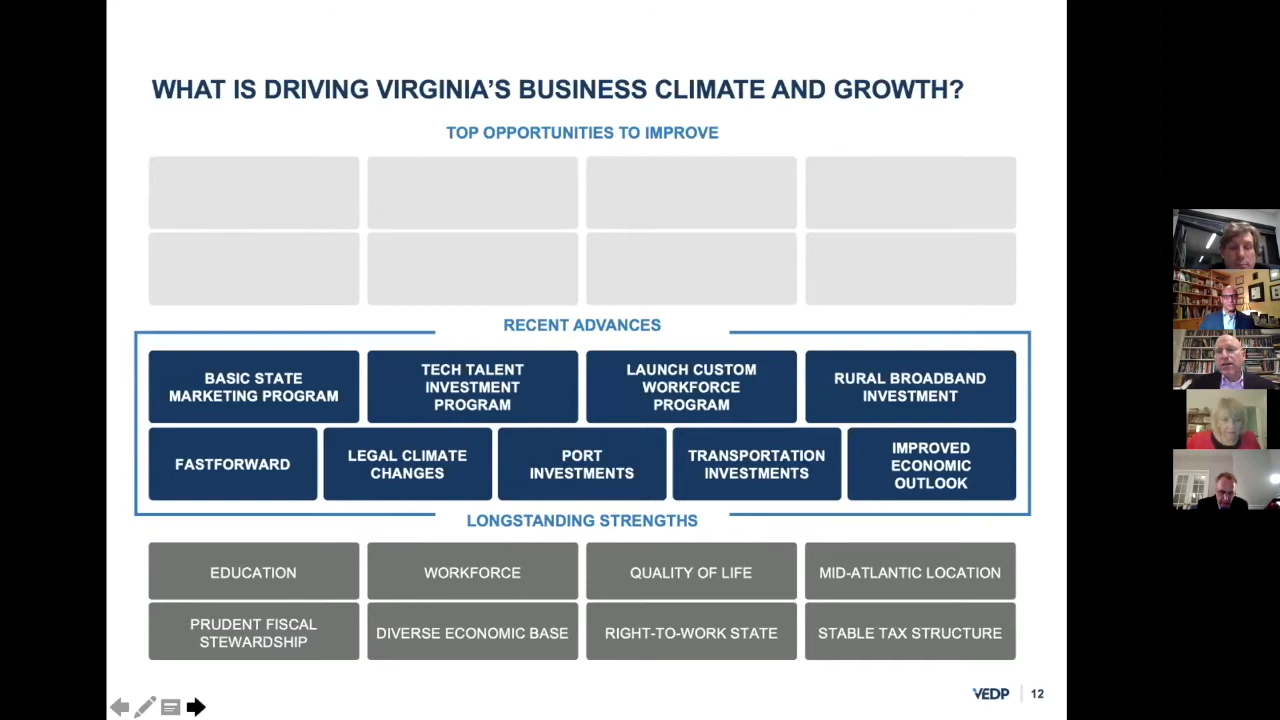 WHAT IS DRIVING VIRGINIA'S BUSINESS CLIMATE AND GROWTH?
TOP OPPORTUNITIES TO IMPROVE
RECENT ADVANCES
BASIC STATE
MARKETING PROGRAM
TECH TALENT
INVESTMENT
PROGRAM
LAUNCH CUSTOM
WORKFORCE
PROGRAM
RURAL BROADBAND
INVESTMENT
FASTFORWARD
LEGAL CLIMATE
CHANGES
PORT
INVESTMENTS
TRANSPORTATION
INVESTMENTS
IMPROVED
ECONOMIC
OUTLOOK
LONGSTANDING STRENGTHS
EDUCATION
WORKFORCE
QUALITY OF LIFE
MID-ATLANTIC LOCATION
PRUDENT FISCAL
STEWARDSHIP
DIVERSE ECONOMIC BASE
RIGHT-TO-WORK STATE
STABLE TAX STRUCTURE
VEDP
12